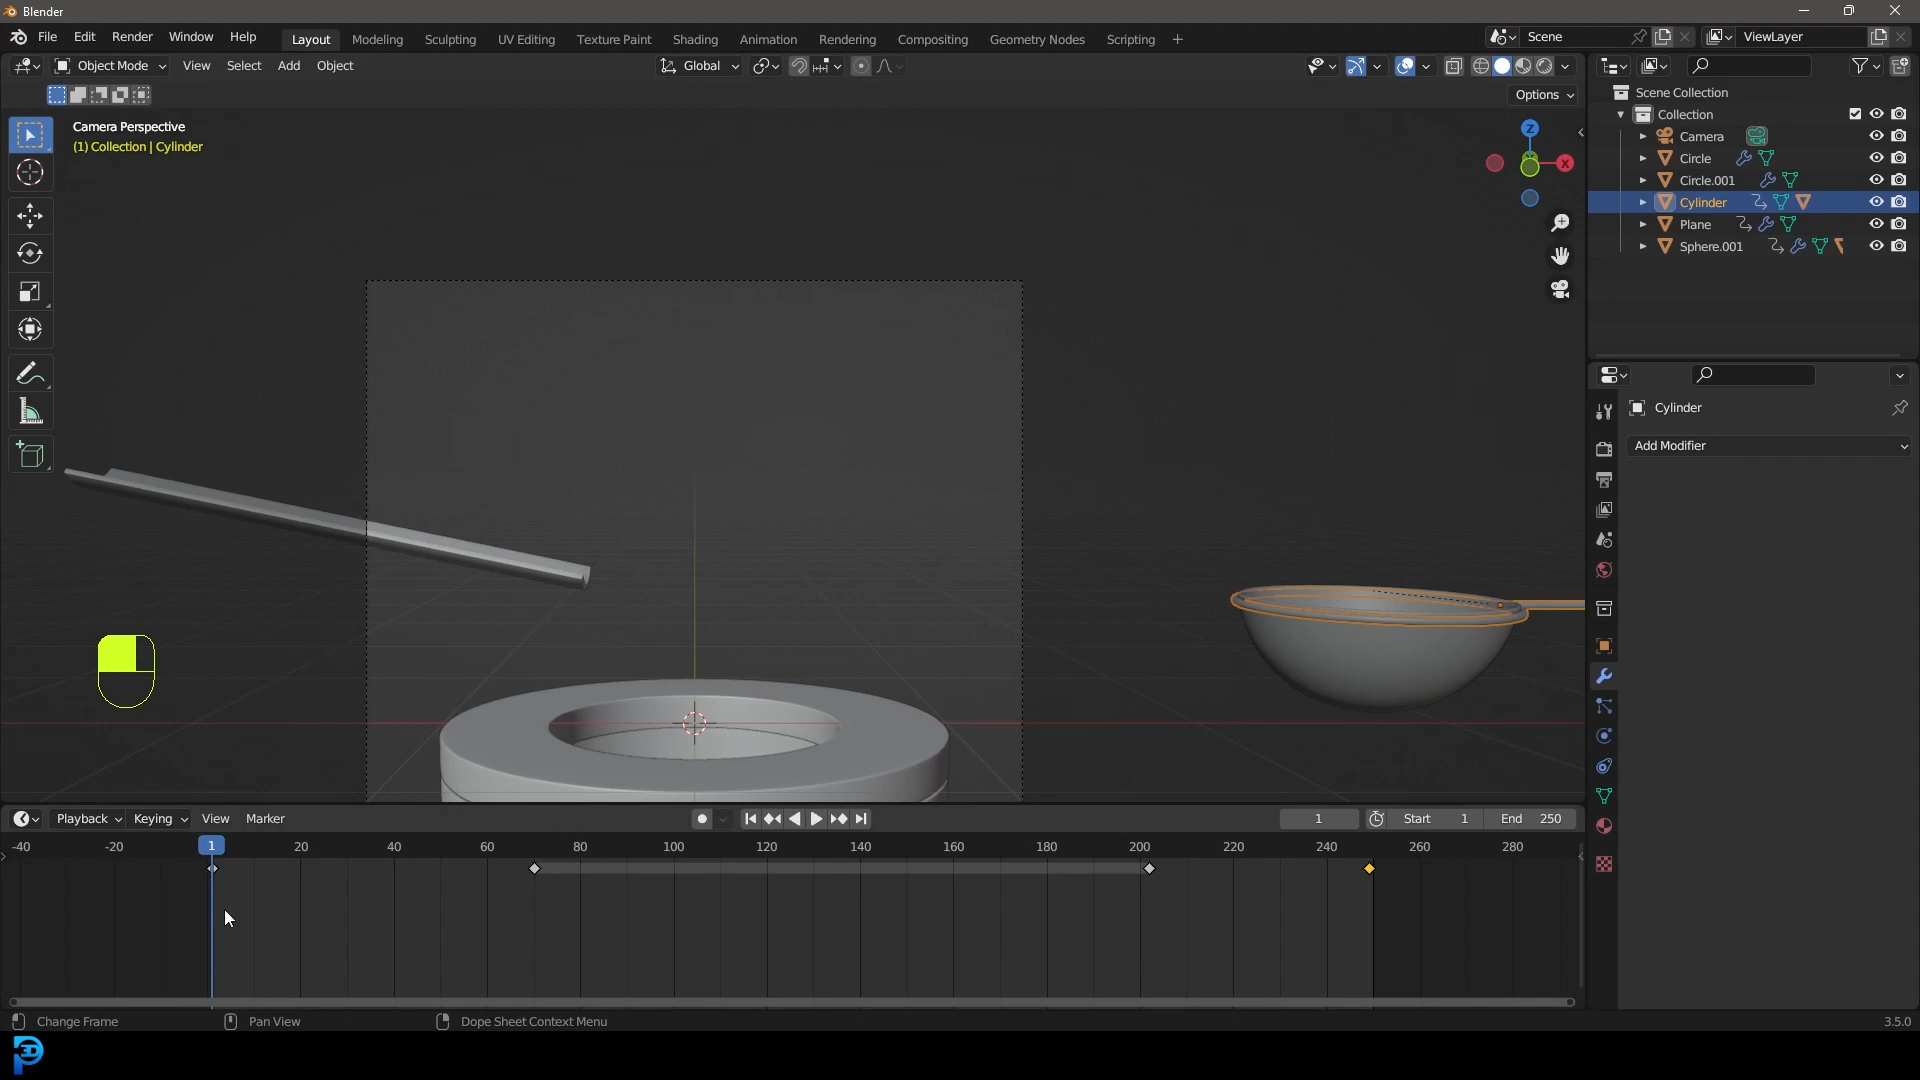 Blender
File Edit Render Window Help
Layout Modeling Sculpting UV Editing Texture Paint Shading Animation Rendering Compositing Geometry Nodes Scripting +
Scene
ViewLayer
Object Mode View Select Add Object
Global
Options
Camera Perspective
(1) Collection | Cylinder
Z
X
Scene Collection
Collection
Camera
Circle
Circle.001
Cylinder
Plane
Sphere.001
Cylinder
Add Modifier
Playback Keying View Marker
1 Start 1 End 250
-40 -20 1 20 40 60 80 100 120 140 160 180 200 220 240 260 280
Change Frame Pan View Dope Sheet Context Menu
3.5.0
3D